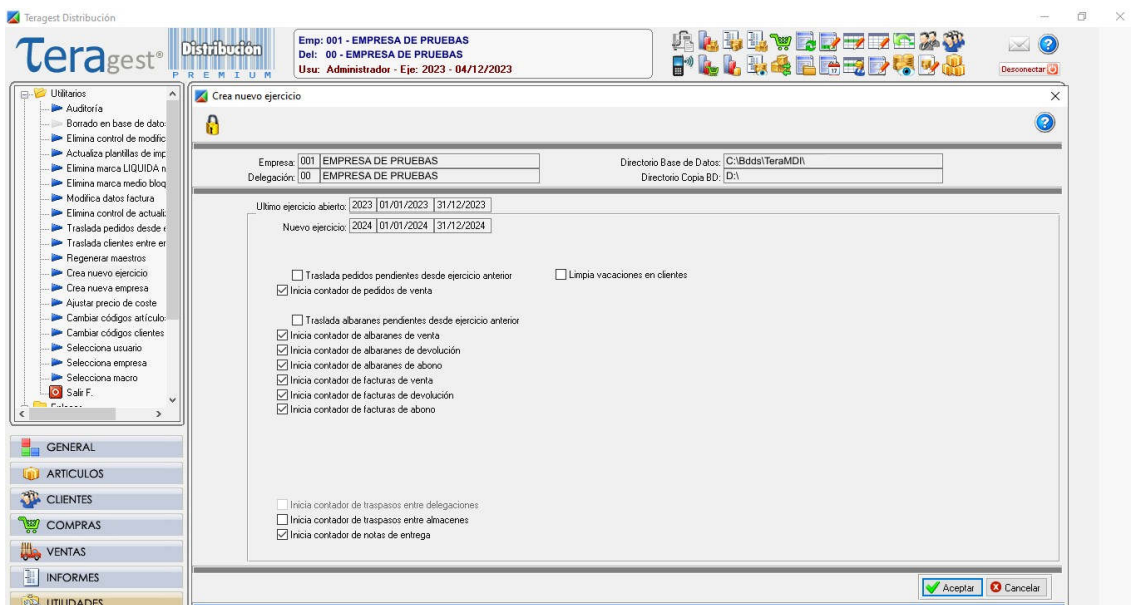 Teragest Distribución
Teragest®
Distribución
PREMIUM
Emp: 001 - EMPRESA DE PRUEBAS
Del: 00 - EMPRESA DE PRUEBAS
Usu: Administrador - Eje: 2023 - 04/12/2023
Desconectar
Utilitarios
Auditoría
Borrado en base de dato
Elimina control de modific
Actualiza plantillas de imp
Elimina marca LIQUIDA n
Elimina marca medio bloq
Modifica datos factura
Elimina control de actuali
Traslada pedidos desde e
Traslada clientes entre en
Regenerar maestros
Crea nuevo ejercicio
Crea nueva empresa
Ajustar precio de coste
Cambiar códigos artículo
Cambiar códigos clientes
Selecciona usuario
Selecciona empresa
Selecciona macro
Salir F.
GENERAL
ARTICULOS
CLIENTES
COMPRAS
VENTAS
INFORMES
UTILIDADES
Crea nuevo ejercicio
Empresa: 001 EMPRESA DE PRUEBAS Directorio Base de Datos: C:\Bdds\TeraMDI\
Delegación: 00 EMPRESA DE PRUEBAS Directorio Copia BD: D:\
Ultimo ejercicio abierto: 2023 01/01/2023 31/12/2023
Nuevo ejercicio: 2024 01/01/2024 31/12/2024
Traslada pedidos pendientes desde ejercicio anterior Limpia vacaciones en clientes
Inicia contador de pedidos de venta
Traslada albaranes pendientes desde ejercicio anterior
Inicia contador de albaranes de venta
Inicia contador de albaranes de devolución
Inicia contador de albaranes de abono
Inicia contador de facturas de venta
Inicia contador de facturas de devolución
Inicia contador de facturas de abono
Inicia contador de traspasos entre delegaciones
Inicia contador de traspasos entre almacenes
Inicia contador de notas de entrega
Aceptar Cancelar